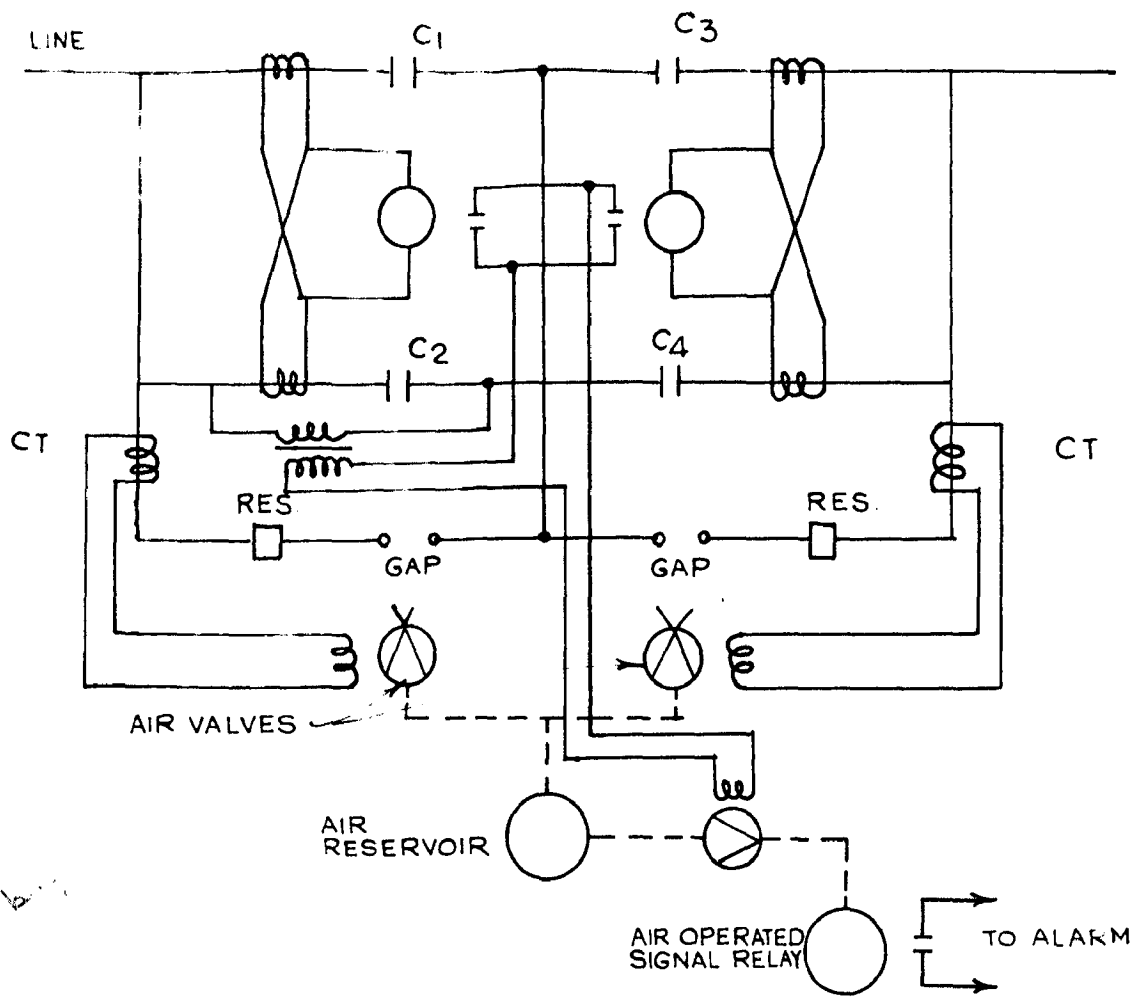 LINE
C1
C3
C2
C4
CT
CT
RES
RES.
GAP
GAP
AIR VALVES
AIR
RESERVOIR
AIR OPERATED
SIGNAL RELAY
TO ALARM